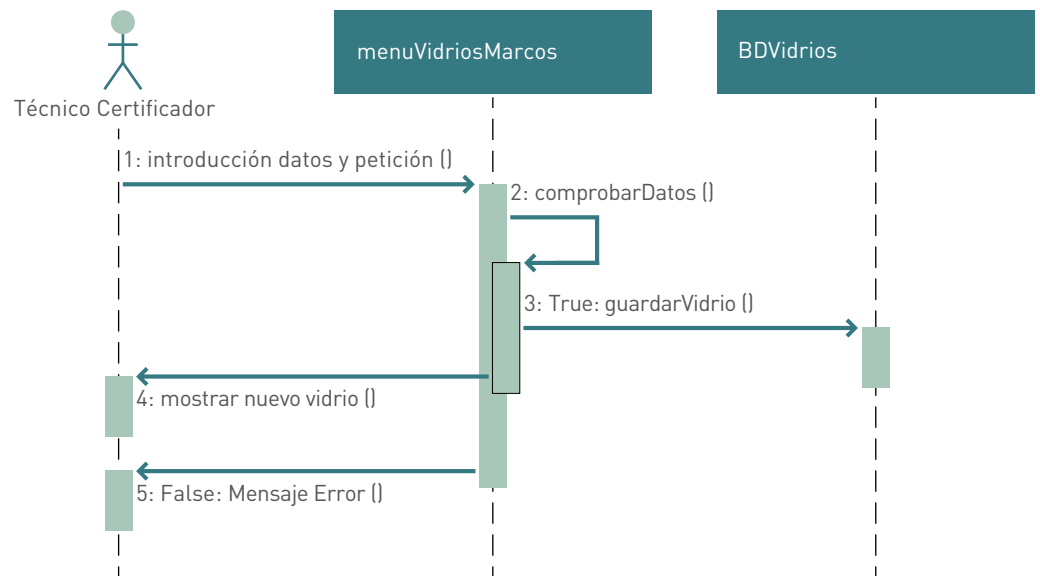 menuVidriosMarcos
BDVidrios
Técnico Certificador
1: introducción datos y petición ()
2: comprobarDatos ()
3: True: guardarVidrio ()
4: mostrar nuevo vidrio ()
5: False: Mensaje Error ()